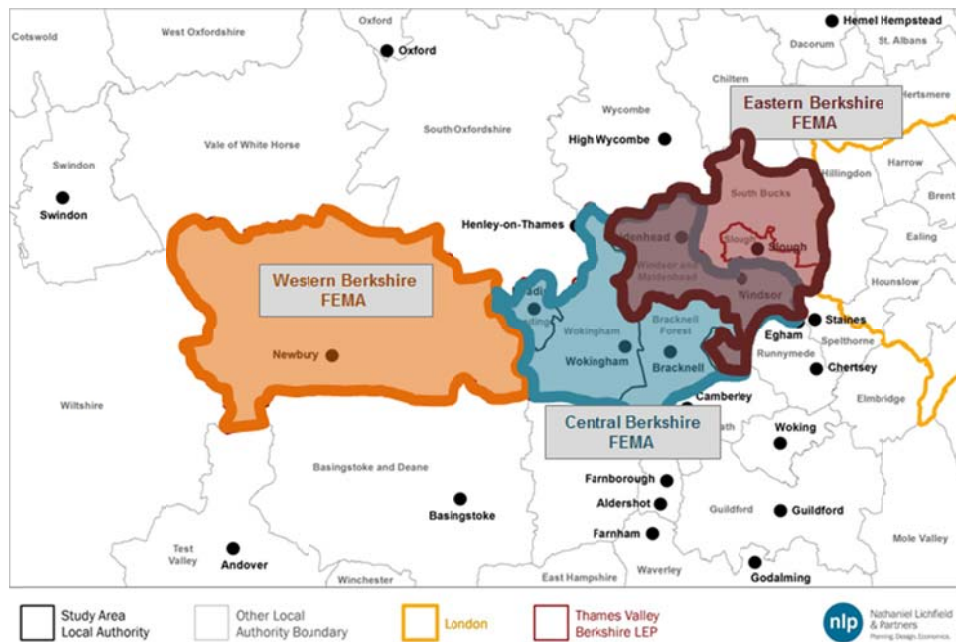 Hemel Hempstead
Cotswold
West Oxfordshire
Oxford
Oxford
Dacorum
St. Albans
Chiltern
Hertsmere
Eastern Berkshire
FEMA
Wycombe
South Oxfordshire
High Wycombe
Vale of White Horse
Harrow
Hillingdon
Brent
Swindon
Swindon
South Bucks
Henley-on-Thames
Ealing
idenhead
Slough
Slough
Windsor and
Maidenhead
Western Berkshire
FEMA
Hounslow
Windsor
Wokingham
Bracknell
Forest
Staines
Egham
Spelthorne
Newbury
Wokingham
Bracknell
Runnymede
Chertsey
Camberley
Elmbridge
Wiltshire
Central Berkshire
FEMA
Woking
Basingstoke and Deane
Farnborough
Aldershot
Basingstoke
Guildford
Guildford
Farnham
Mole Valley
Test
Valley
Andover
Waverley
Godalming
Winchester
East Hampshire
Study Area
Local Authority
Other Local
Authority Boundary
London
Thames Valley
Berkshire LEP
nlp
Nathaniel Lichfield
& Partners
Planning. Design. Economics.